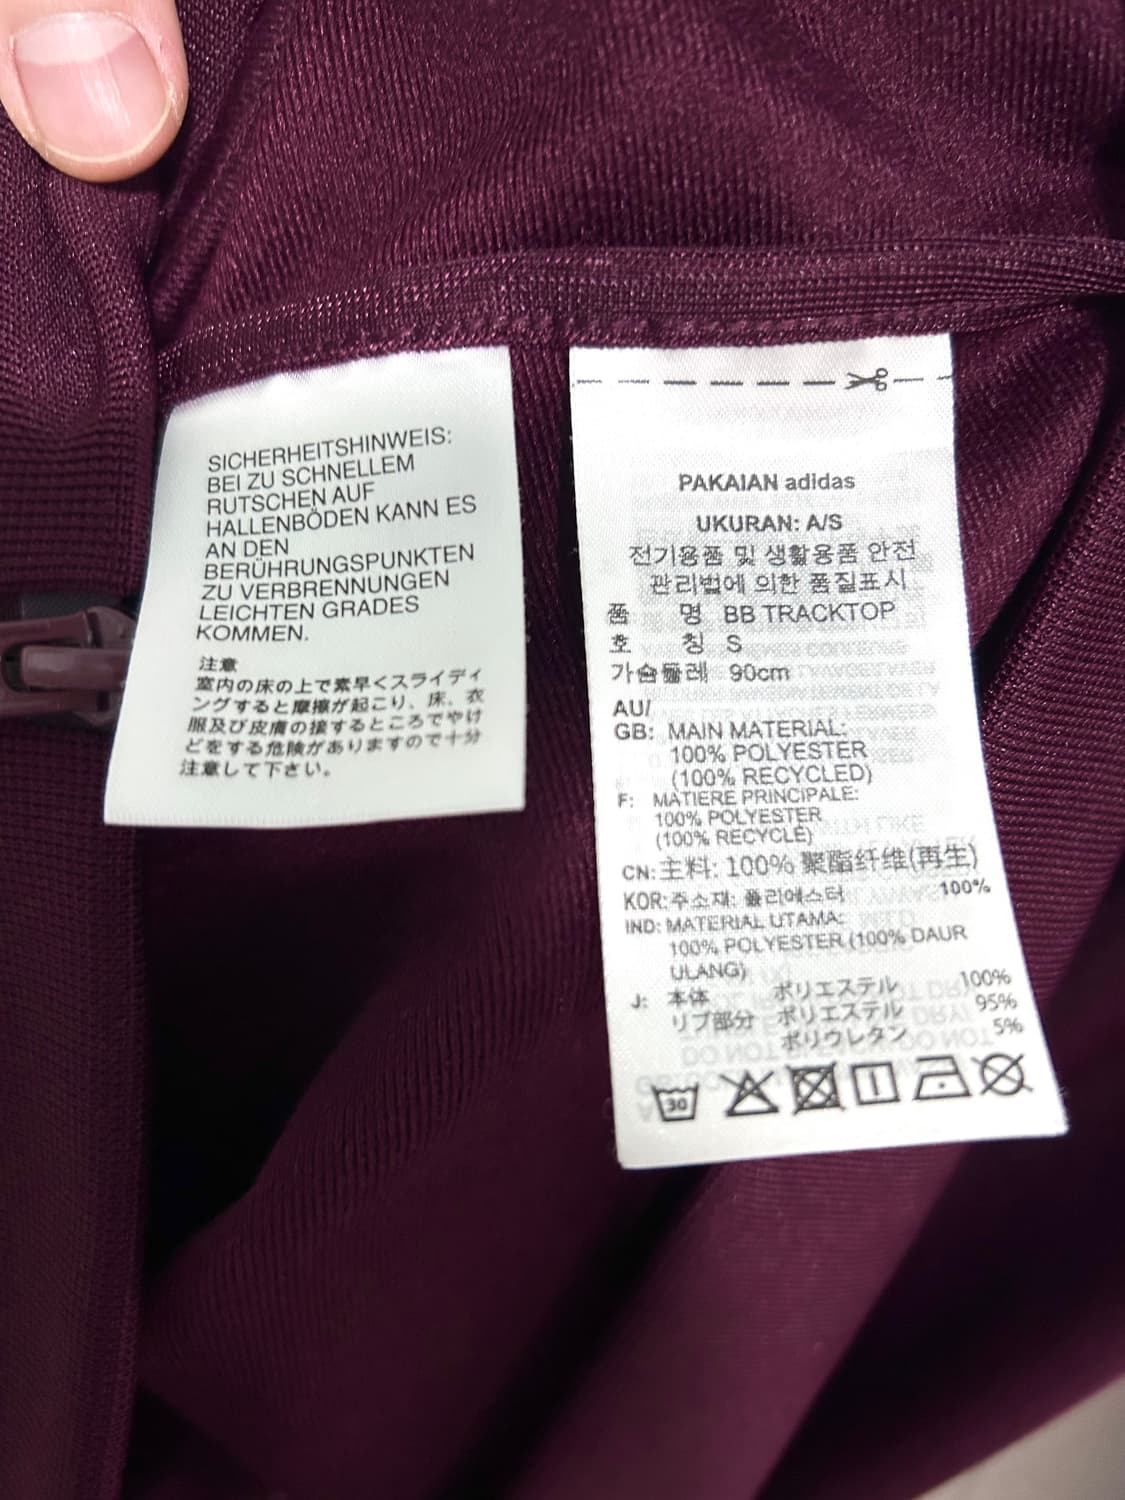 SICHERHEITSHINWEIS:
BEI ZU SCHNELLEM
RUTSCHEN AUF
HALLENBÖDEN KANN ES
AN DEN
BERÜHRUNGSPUNKTEN
ZU VERBRENNUNGEN
LEICHTEN GRADES
KOMMEN.
注意
室内の床の上で素早くスライディ
ングすると摩擦が起こり、床、衣
服及び皮膚の接するところでやけ
どをする危険がありますので十分
注意して下さい。
PAKAIAN adidas
UKURAN: A/S
전기용품 및 생활용품 안전
관리법에 의한 품질표시
품 명 BB TRACKTOP
호 칭 S
가슴둘레 90cm
AU/
GB: MAIN MATERIAL:
100% POLYESTER
(100% RECYCLED)
F: MATIERE PRINCIPALE:
100% POLYESTER
(100% RECYCLÉ)
CN: 主料: 100% 聚酯纤维(再生)
KOR: 주소재: 폴리에스터 100%
IND: MATERIAL UTAMA:
100% POLYESTER (100% DAUR
ULANG)
J: 本体 ポリエステル 100%
リブ部分 ポリエステル 95%
ポリウレタン 5%
30